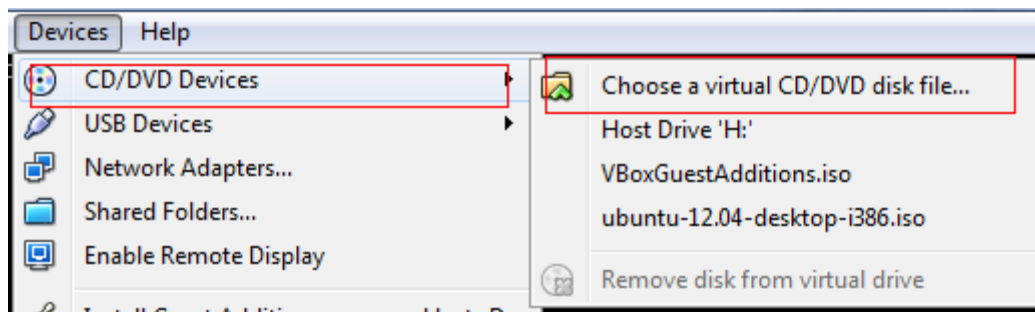 Devices Help
CD/DVD Devices
USB Devices
Network Adapters...
Shared Folders...
Enable Remote Display
Choose a virtual CD/DVD disk file...
Host Drive 'H:'
VBoxGuestAdditions.iso
ubuntu-12.04-desktop-i386.iso
Remove disk from virtual drive